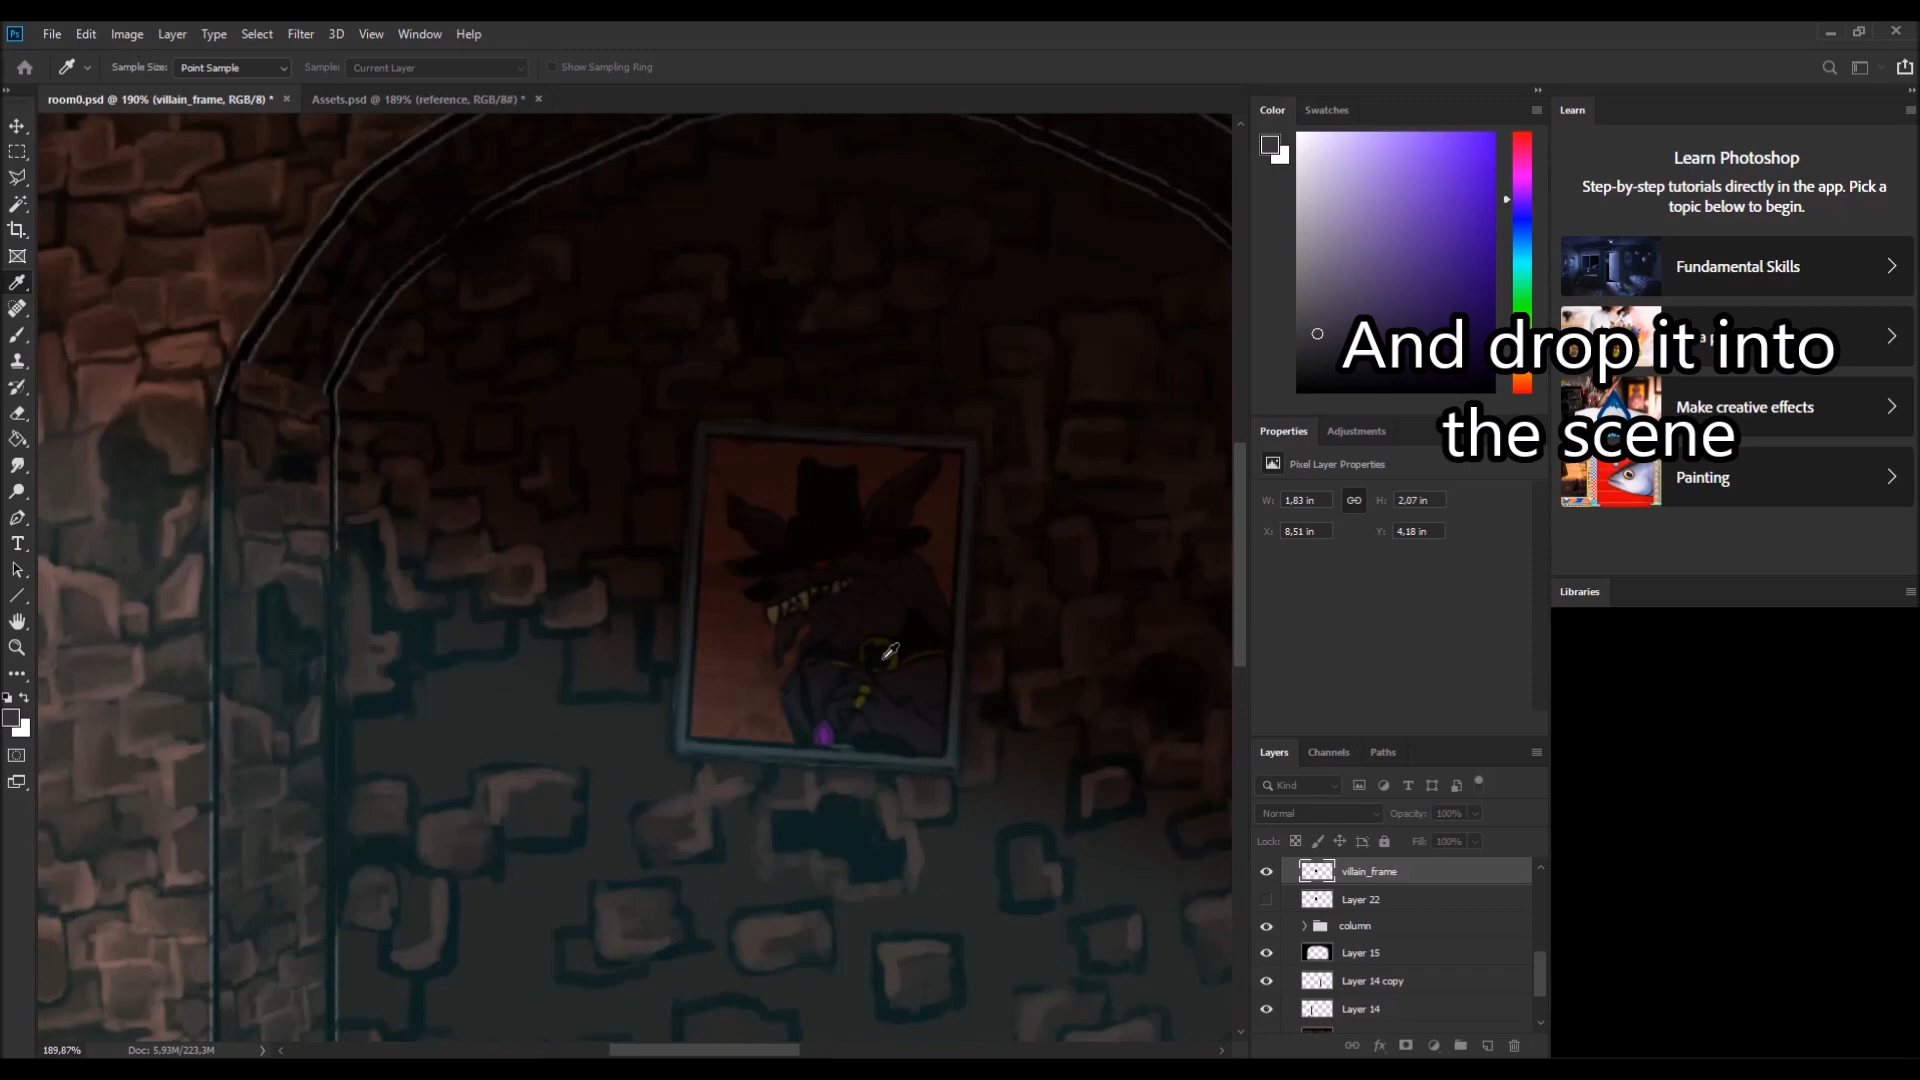 Ps File Edit Image Layer Type Select Filter 3D View Window Help
Sample Size: Point Sample Sample: Current Layer Show Sampling Ring
room0.psd @ 190% (villain_frame, RGB/8) * × Assets.psd @ 189% (reference, RGB/8#) * ×
Color Swatches
Learn
Learn Photoshop
Step-by-step tutorials directly in the app. Pick a
topic below to begin.
Fundamental Skills
And drop it into
the scene
Make creative effects
Painting
Properties Adjustments
Pixel Layer Properties
W: 1,83 in H: 2,07 in
X: 8,51 in Y: 4,18 in
Libraries
Layers Channels Paths
Kind
Normal Opacity: 100%
Lock: Fill: 100%
villain_frame
Layer 22
column
Layer 15
Layer 14 copy
Layer 14
fx
189,87% Doc: 5,93M/223,3M